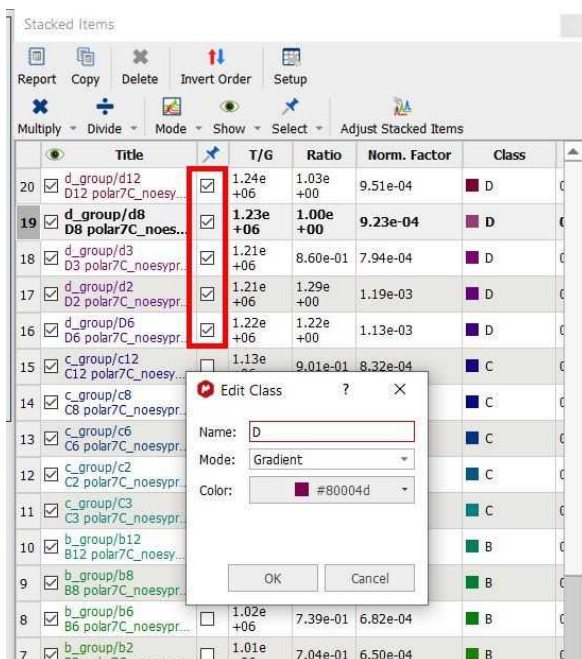 Stacked Items
Report Copy Delete Invert Order Setup
Multiply Divide Mode Show Select Adjust Stacked Items
Title T/G Ratio Norm. Factor Class
20 d_group/d12 1.24e 1.03e 9.51e-04 D
D12 polar7C_noesy... +06 +00
19 d_group/d8 1.23e 1.00e 9.23e-04 D
D8 polar7C_noes... +06 +00
18 d_group/d3 1.21e 8.60e-01 7.94e-04 D
D3 polar7C_noesypr... +06
17 d_group/d2 1.21e 1.29e 1.19e-03 D
D2 polar7C_noesypr... +06 +00
16 d_group/D6 1.22e 1.22e 1.13e-03 D
D6 polar7C_noesypr... +06 +00
15 c_group/c12 1.13e 9.01e-01 8.32e-04 C
C12 polar7C_noesy...
14 c_group/c8 C
C8 polar7C_noesypr...
13 c_group/c6 C
C6 polar7C_noesypr...
12 c_group/c2 C
C2 polar7C_noesypr...
11 c_group/C3 C
C3 polar7C_noesypr...
10 b_group/b12 B
B12 polar7C_noesy...
9 b_group/b8 B
B8 polar7C_noesypr...
8 b_group/b6 1.02e 7.39e-01 6.82e-04 B
B6 polar7C_noesypr... +06
7 b_group/b2 1.01e 7.04e-01 6.50e-04 B
Edit Class ? ×
Name: D
Mode: Gradient
Color: #80004d
OK Cancel